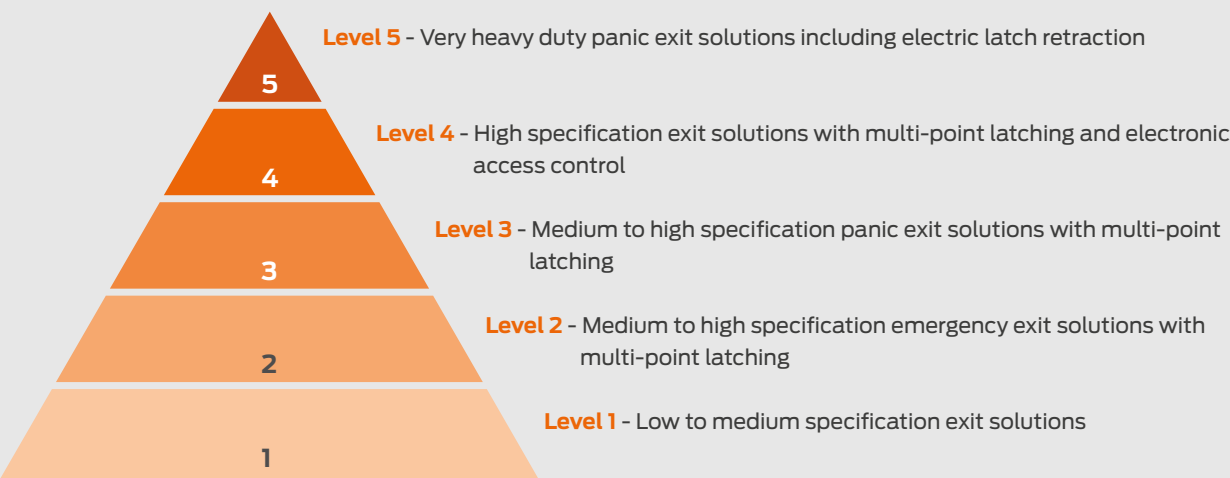 Level 5 - Very heavy duty panic exit solutions including electric latch retraction
5
Level 4 - High specification exit solutions with multi-point latching and electronic
access control
4
Level 3 - Medium to high specification panic exit solutions with multi-point
latching
3
Level 2 - Medium to high specification emergency exit solutions with
multi-point latching
2
Level 1 - Low to medium specification exit solutions
1